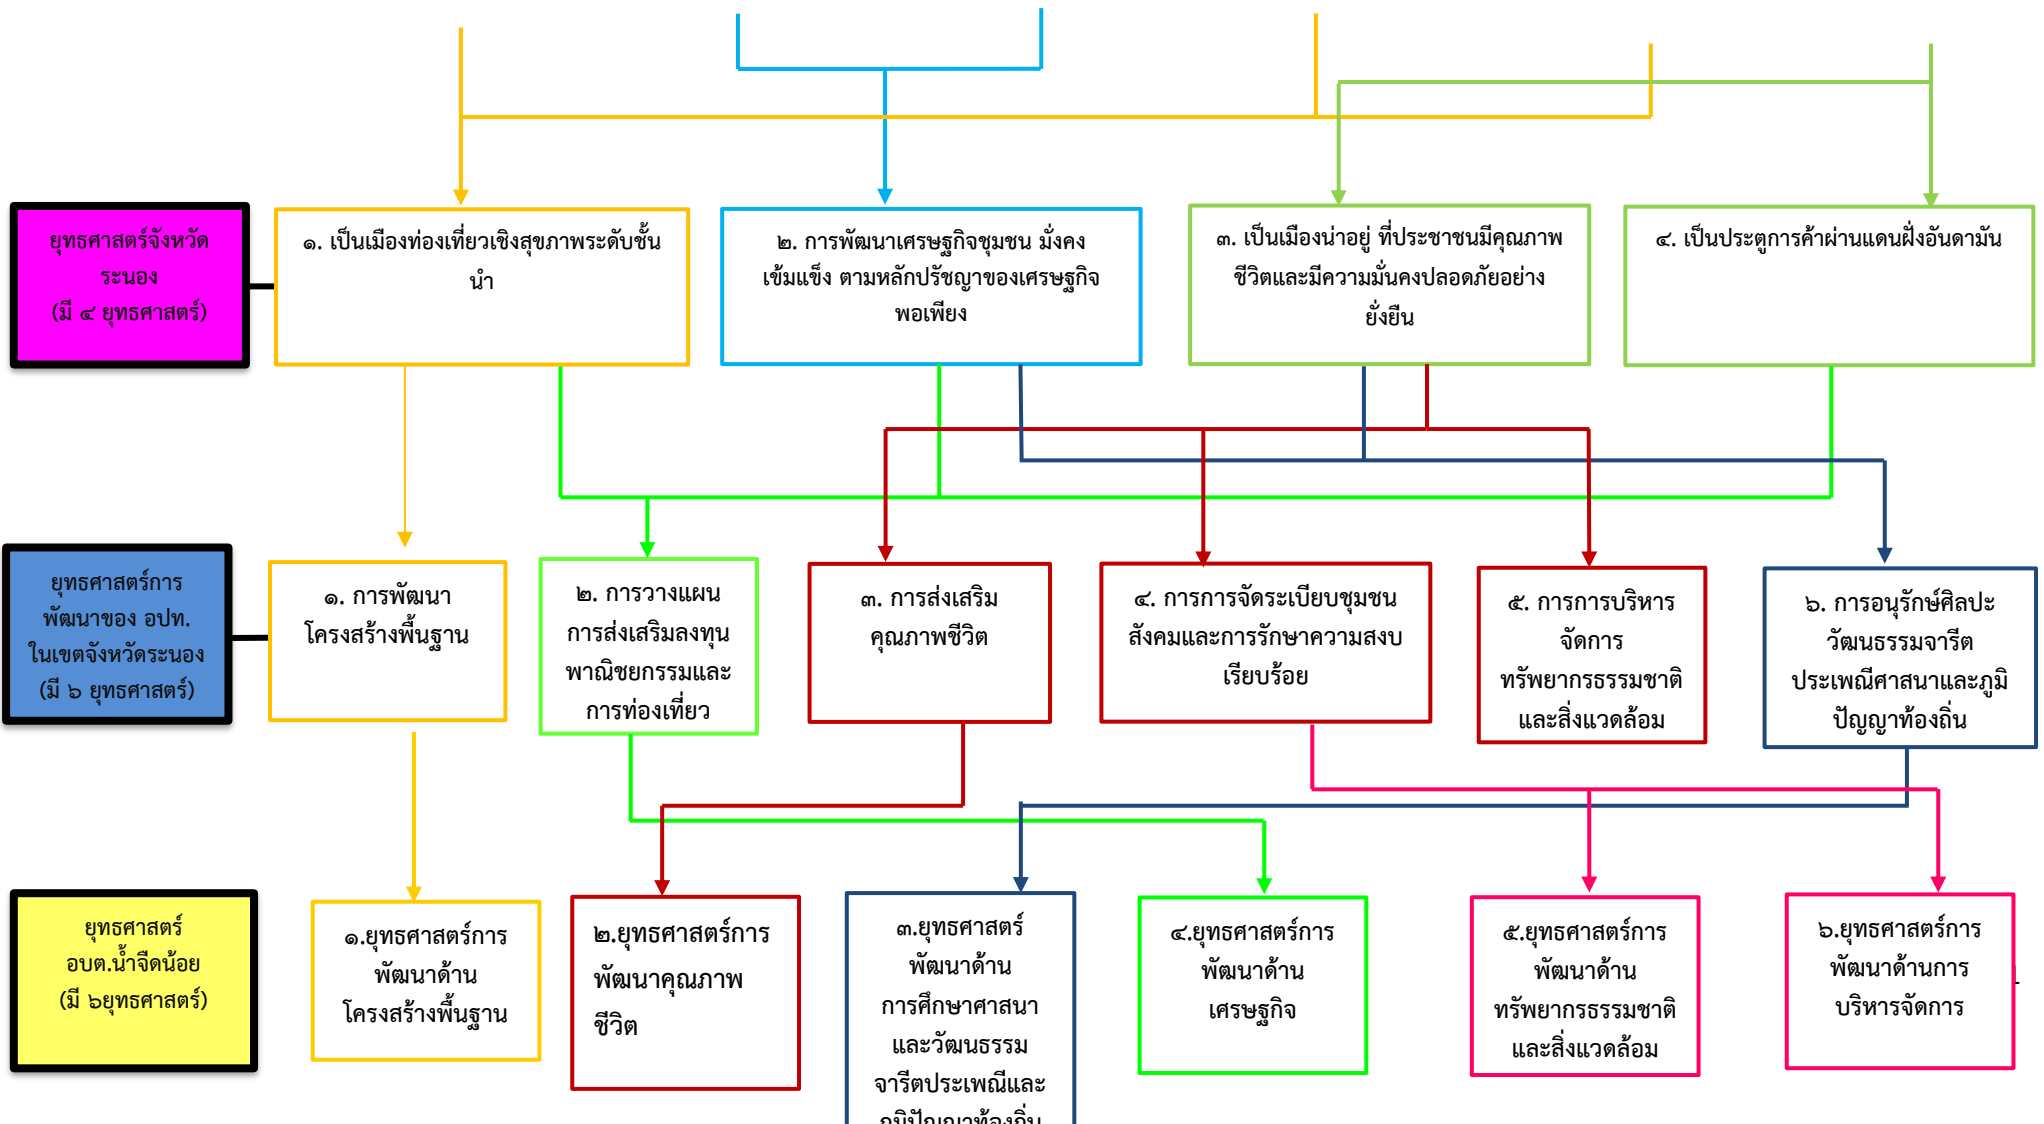 ยุทธศาสตร์จังหวัด
ระนอง
(มี ๔ ยุทธศาสตร์)
๑. เป็นเมืองท่องเที่ยวเชิงสุขภาพระดับชั้น
นำ
๒. การพัฒนาเศรษฐกิจชุมชน มั่งคง
เข้มแข็ง ตามหลักปรัชญาของเศรษฐกิจ
พอเพียง
๓. เป็นเมืองน่าอยู่ ที่ประชาชนมีคุณภาพ
ชีวิตและมีความมั่นคงปลอดภัยอย่าง
ยั่งยืน
๔. เป็นประตูการค้าผ่านแดนฝั่งอันดามัน
ยุทธศาสตร์การ
พัฒนาของ อปท.
ในเขตจังหวัดระนอง
(มี ๖ ยุทธศาสตร์)
๑. การพัฒนา
โครงสร้างพื้นฐาน
๒. การวางแผน
การส่งเสริมลงทุน
พาณิชยกรรมและ
การท่องเที่ยว
๓. การส่งเสริม
คุณภาพชีวิต
๔. การการจัดระเบียบชุมชน
สังคมและการรักษาความสงบ
เรียบร้อย
๕. การการบริหาร
จัดการ
ทรัพยากรธรรมชาติ
และสิ่งแวดล้อม
๖. การอนุรักษ์ศิลปะ
วัฒนธรรมจารีต
ประเพณีศาสนาและภูมิ
ปัญญาท้องถิ่น
ยุทธศาสตร์
อบต.น้ำจืดน้อย
(มี ๖ยุทธศาสตร์)
๑.ยุทธศาสตร์การ
พัฒนาด้าน
โครงสร้างพื้นฐาน
๒.ยุทธศาสตร์การ
พัฒนาคุณภาพ
ชีวิต
๓.ยุทธศาสตร์
พัฒนาด้าน
การศึกษาศาสนา
และวัฒนธรรม
จารีตประเพณีและ
ภูมิปัญญาท้องถิ่น
๔.ยุทธศาสตร์การ
พัฒนาด้าน
เศรษฐกิจ
๕.ยุทธศาสตร์การ
พัฒนาด้าน
ทรัพยากรธรรมชาติ
และสิ่งแวดล้อม
๖.ยุทธศาสตร์การ
พัฒนาด้านการ
บริหารจัดการ